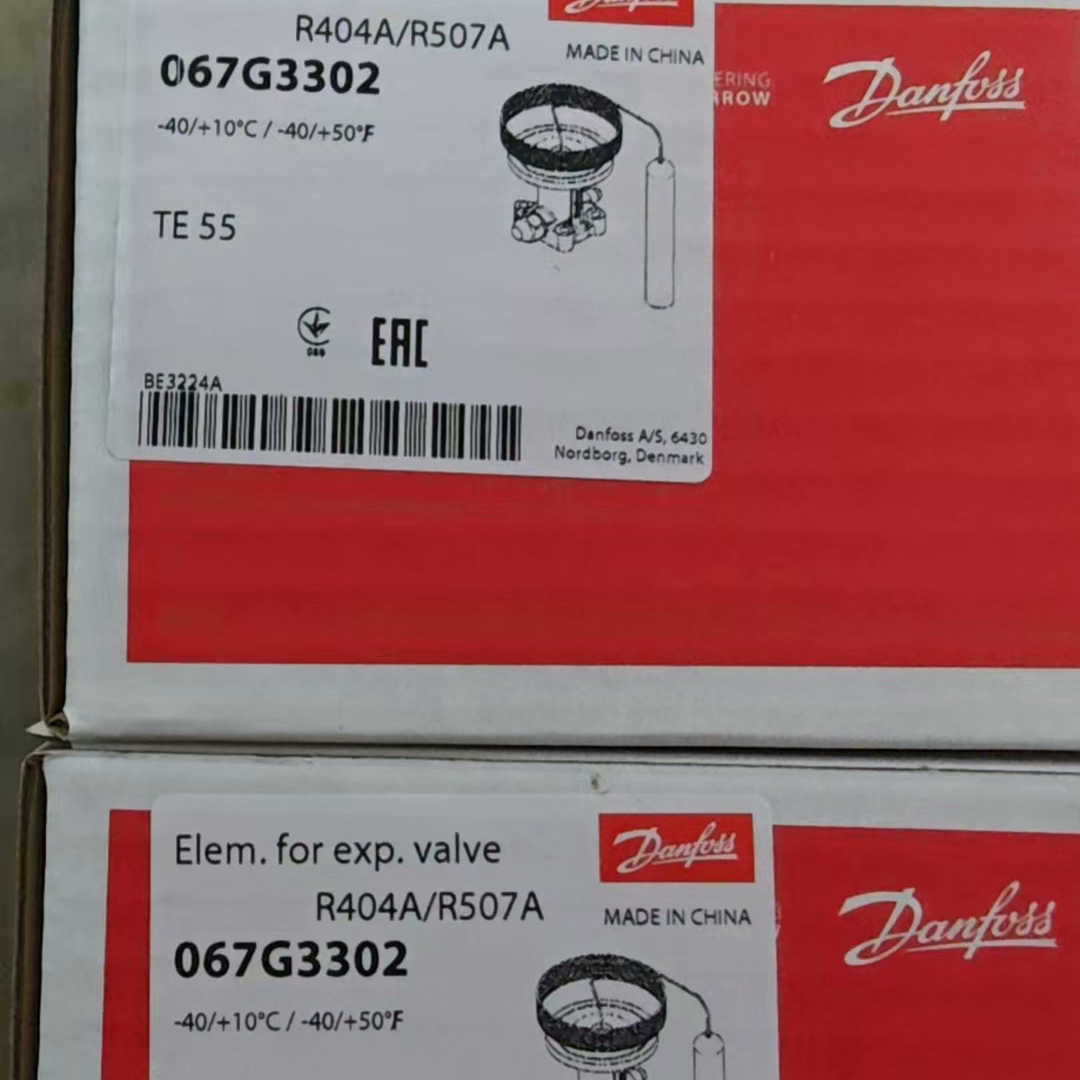 R404A/R507A
MADE IN CHINA
067G3302
-40/+10°C / -40/+50°F
TE 55
EAC
BE3224A
Danfoss A/S, 6430
Nordborg, Denmark
Danfoss
Elem. for exp. valve
Danfoss
R404A/R507A
MADE IN CHINA
067G3302
-40/+10°C / -40/+50°F
Danfoss